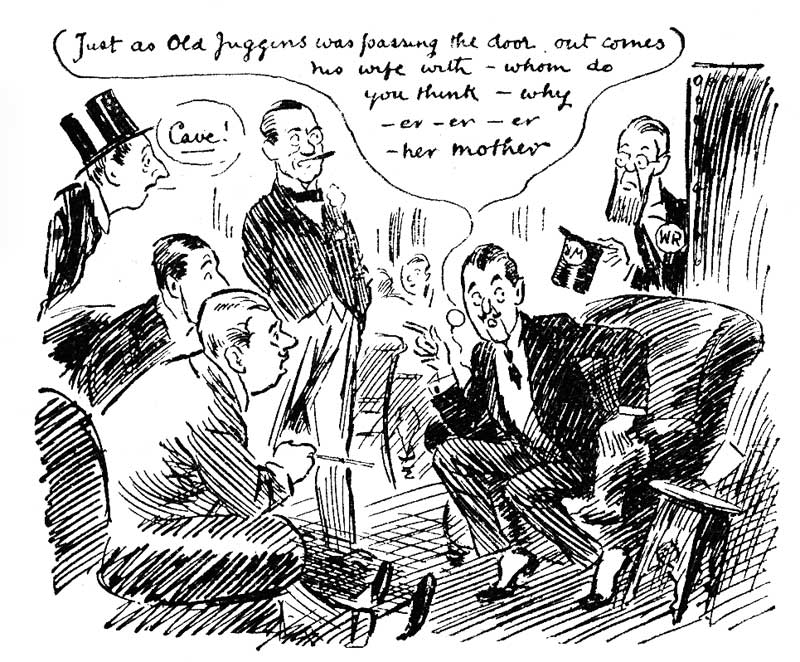 Just as Old Juggins was passing the door, out comes
his wife with - whom do
you think - why
- er - er - er
- her mother
Cave!
WR